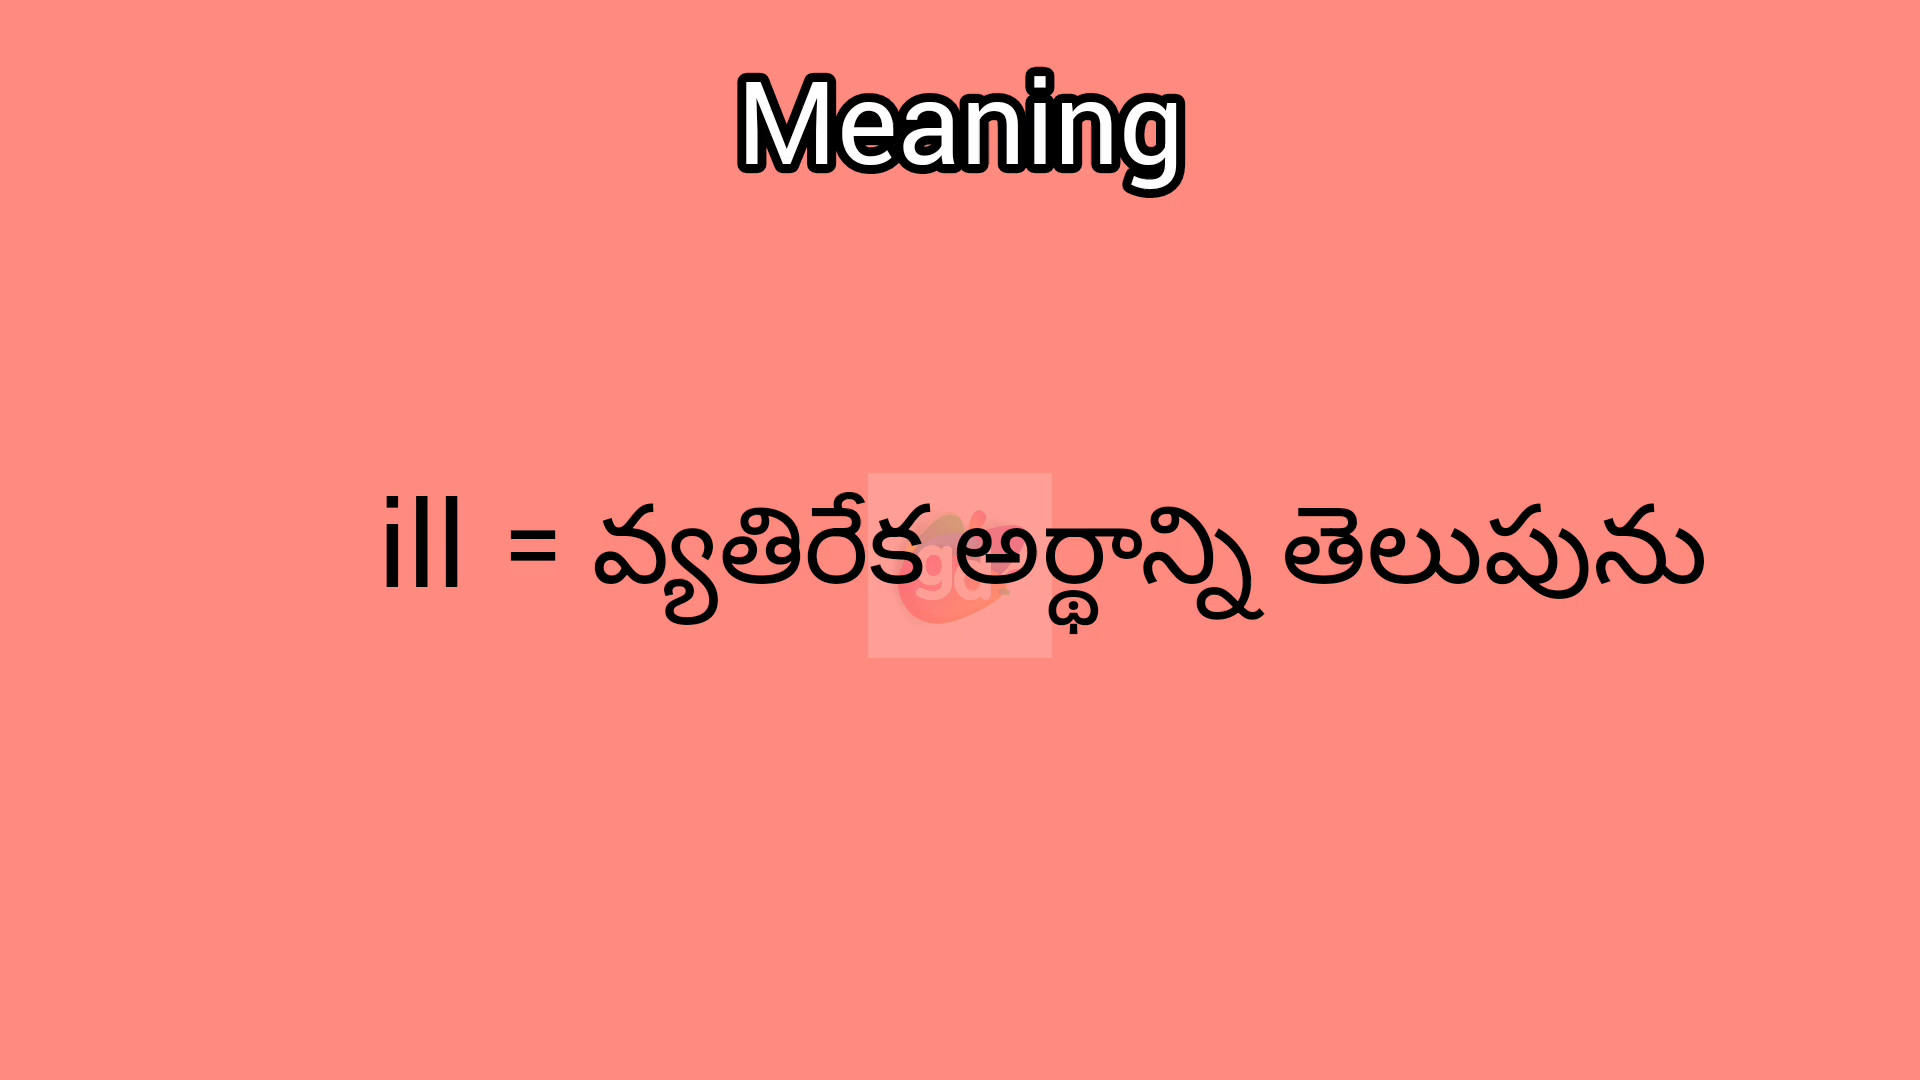 Meaning
ill = వ్యతిరేక అర్థాన్ని తెలుపును